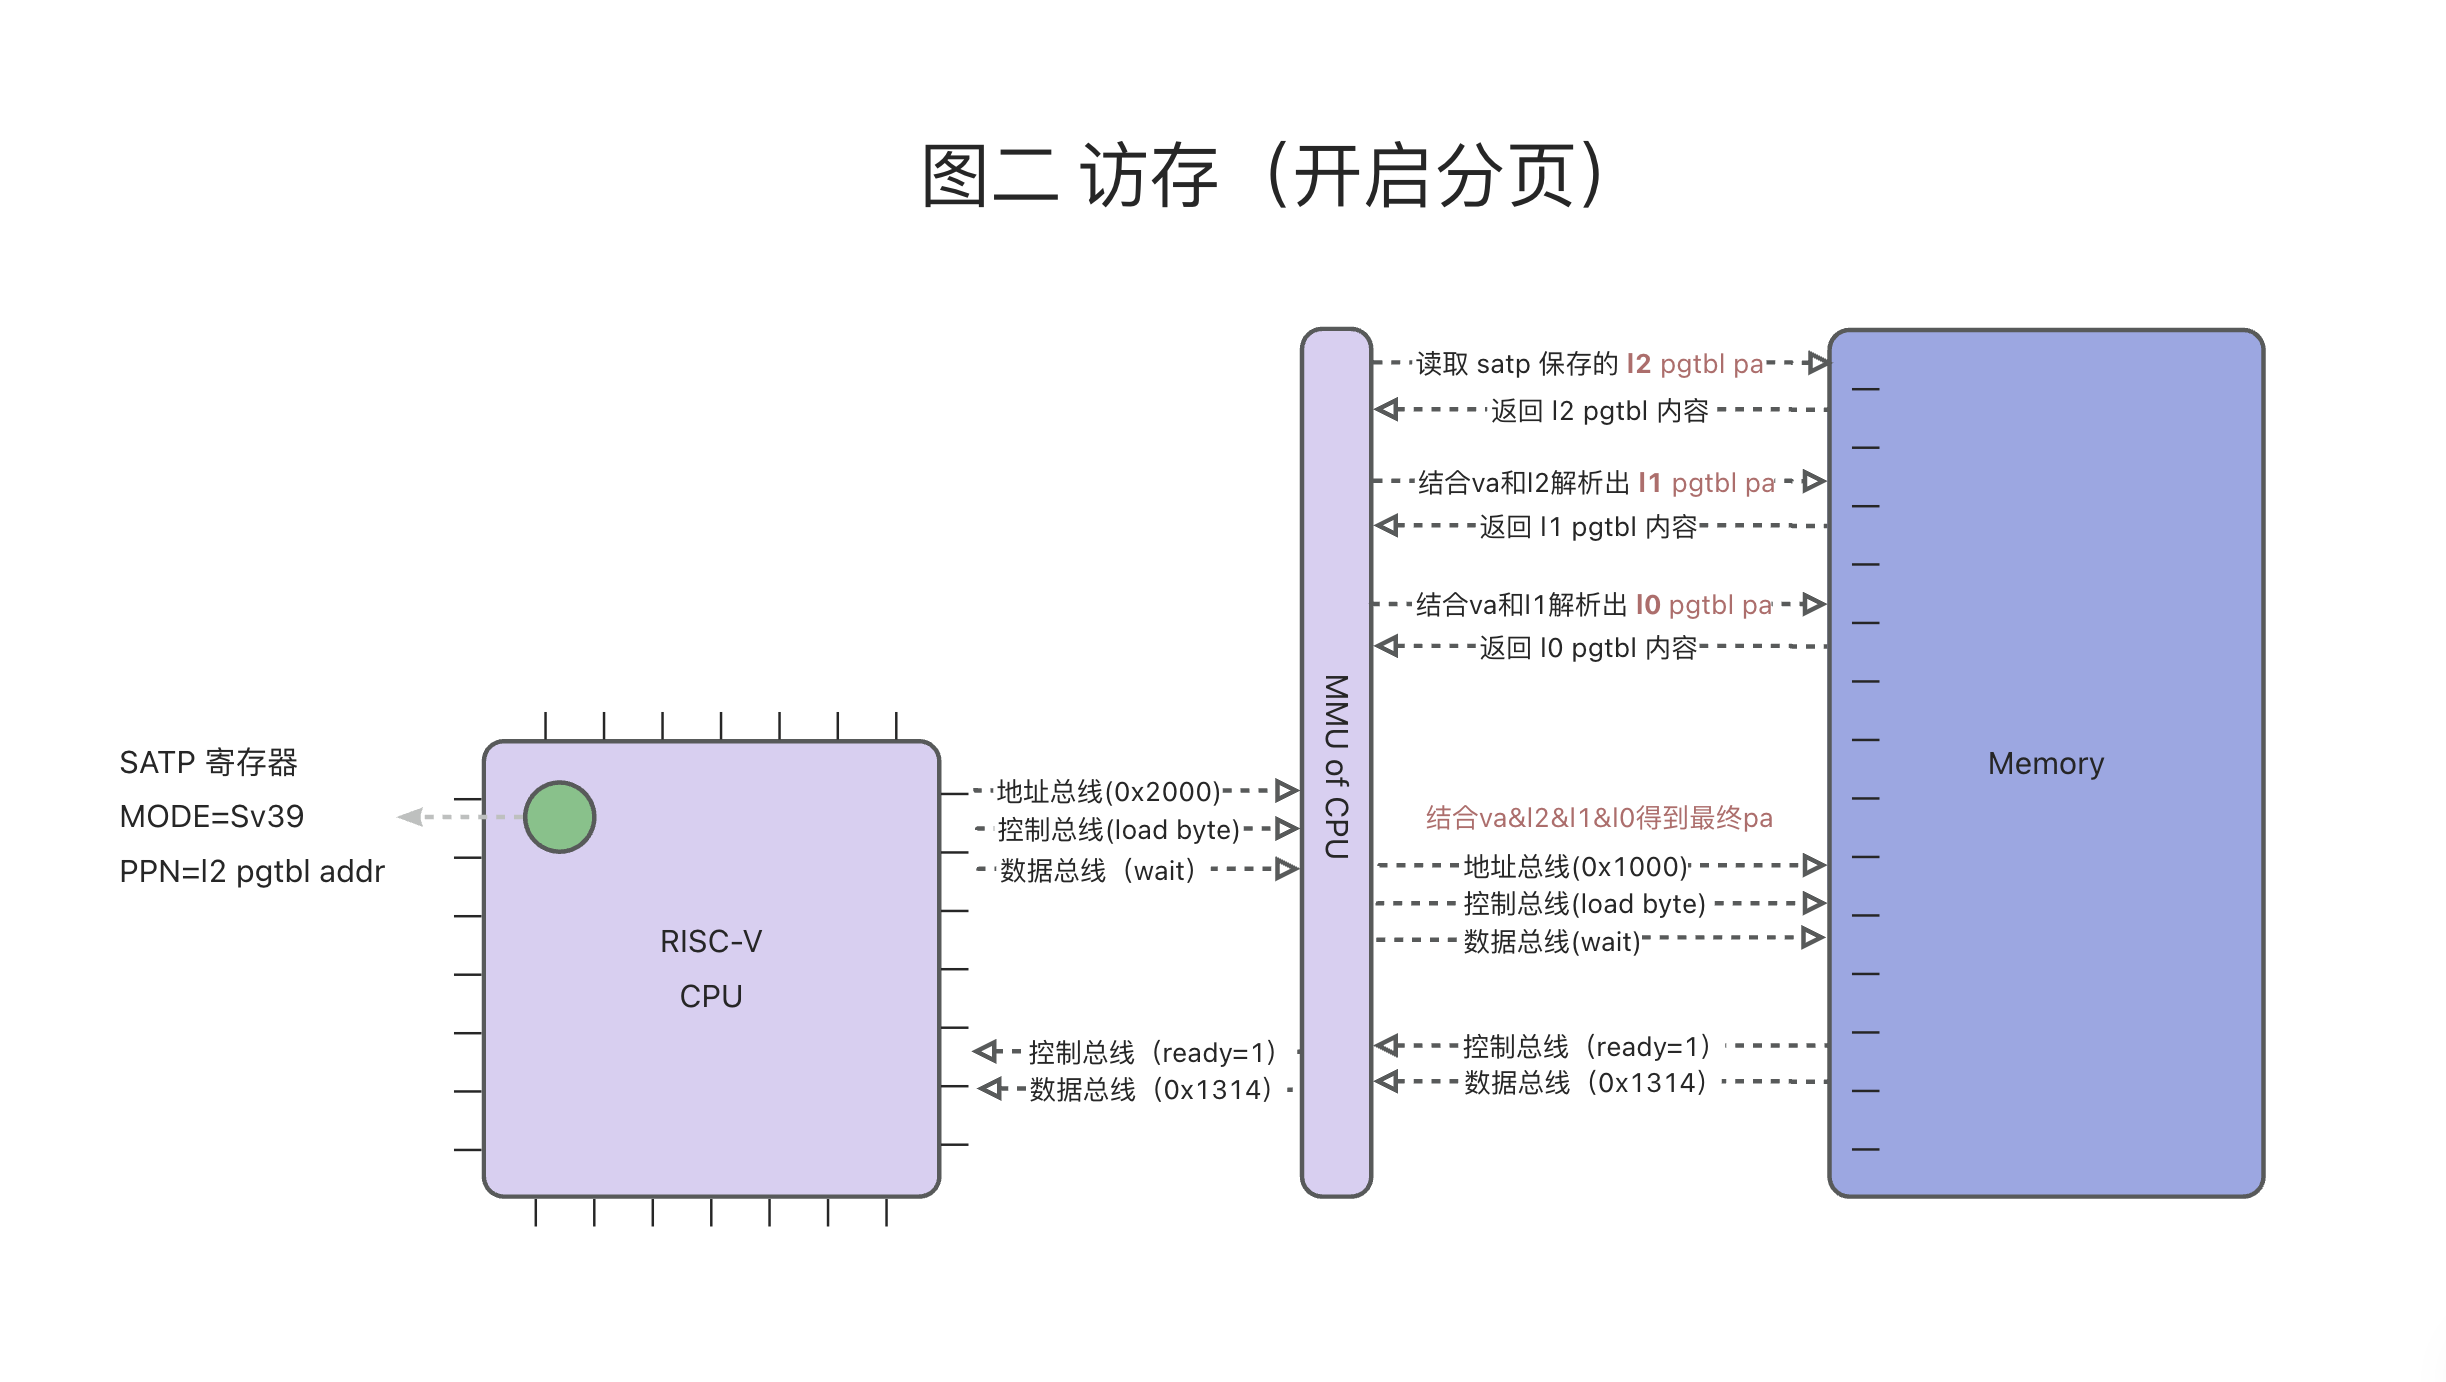 图二 访存（开启分页）
读取 satp 保存的 l2 pgtbl pa
返回 l2 pgtbl 内容
结合va和l2解析出 l1 pgtbl pa
返回 l1 pgtbl 内容
结合va和l1解析出 l0 pgtbl pa
返回 l0 pgtbl 内容
MMU of CPU
Memory
SATP 寄存器
MODE=Sv39
PPN=l2 pgtbl addr
RISC-V
CPU
地址总线(0x2000)
控制总线(load byte)
数据总线（wait）
结合va&l2&l1&l0得到最终pa
地址总线(0x1000)
控制总线(load byte)
数据总线(wait)
控制总线（ready=1）
数据总线（0x1314）
控制总线（ready=1）
数据总线（0x1314）